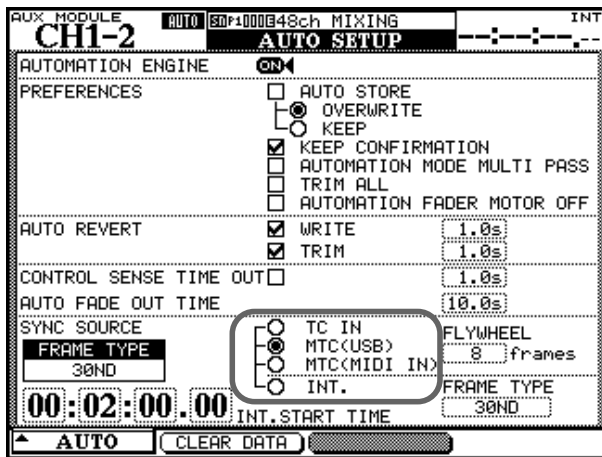 AUX MODULE AUTO SD P1000E48ch MIXING INT
CH1-2 AUTO SETUP --:--:--.--
AUTOMATION ENGINE ON
PREFERENCES AUTO STORE
OVERWRITE
KEEP
KEEP CONFIRMATION
AUTOMATION MODE MULTI PASS
TRIM ALL
AUTOMATION FADER MOTOR OFF
AUTO REVERT WRITE 1.0s
TRIM 1.0s
CONTROL SENSE TIME OUT 1.0s
AUTO FADE OUT TIME 10.0s
SYNC SOURCE TC IN FLYWHEEL
FRAME TYPE MTC(USB) 8 frames
30ND MTC(MIDI IN)
INT. FRAME TYPE
00:02:00.00 INT.START TIME 30ND
AUTO CLEAR DATA